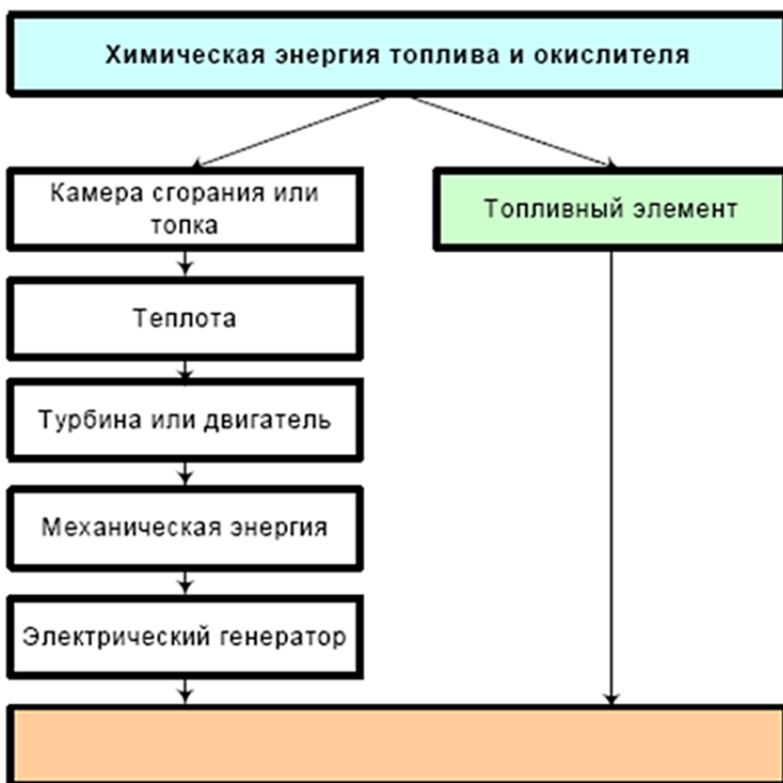 Химическая энергия топлива и окислителя
Камера сгорания или
топка
Топливный элемент
Теплота
Турбина или двигатель
Механическая энергия
Электрический генератор